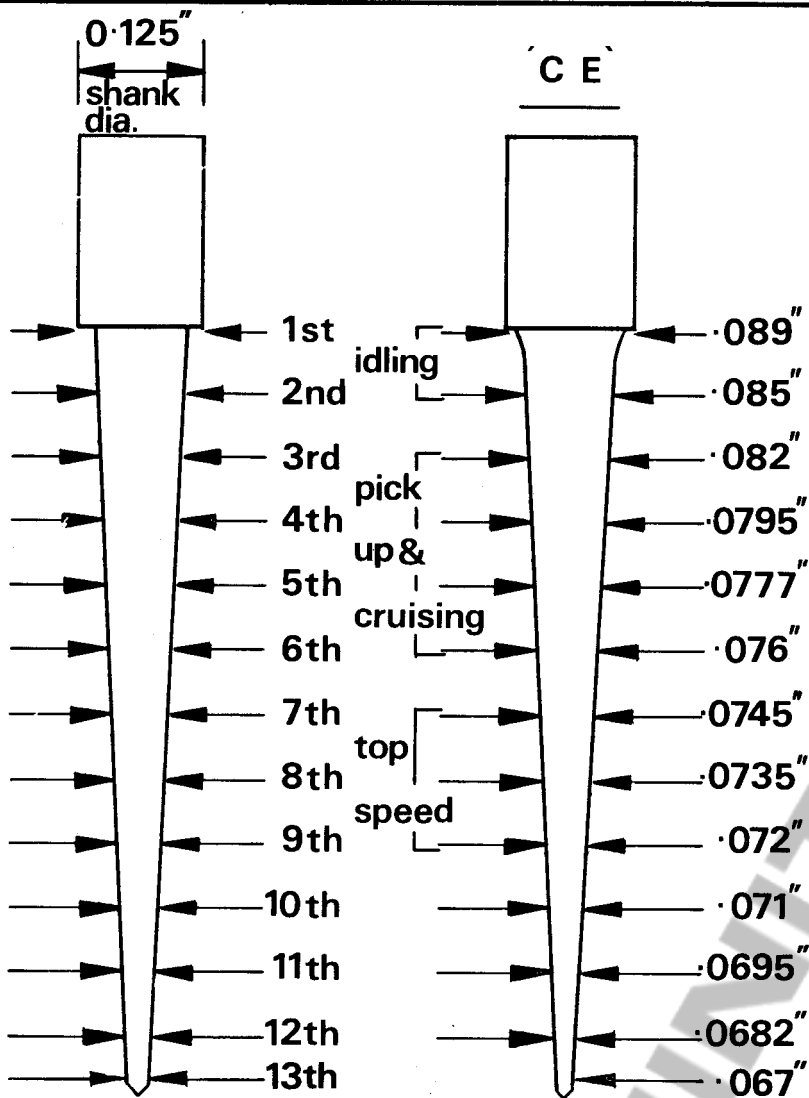 0·125"
shank
dia.
'C E'
1st
idling
·089"
2nd
·085"
3rd
pick
·082"
4th
·0795"
up &
5th
·0777"
cruising
6th
·076"
7th
·0745"
top
8th
·0735"
speed
9th
·072"
10th
·071"
11th
·0695"
12th
·0682"
13th
·067"